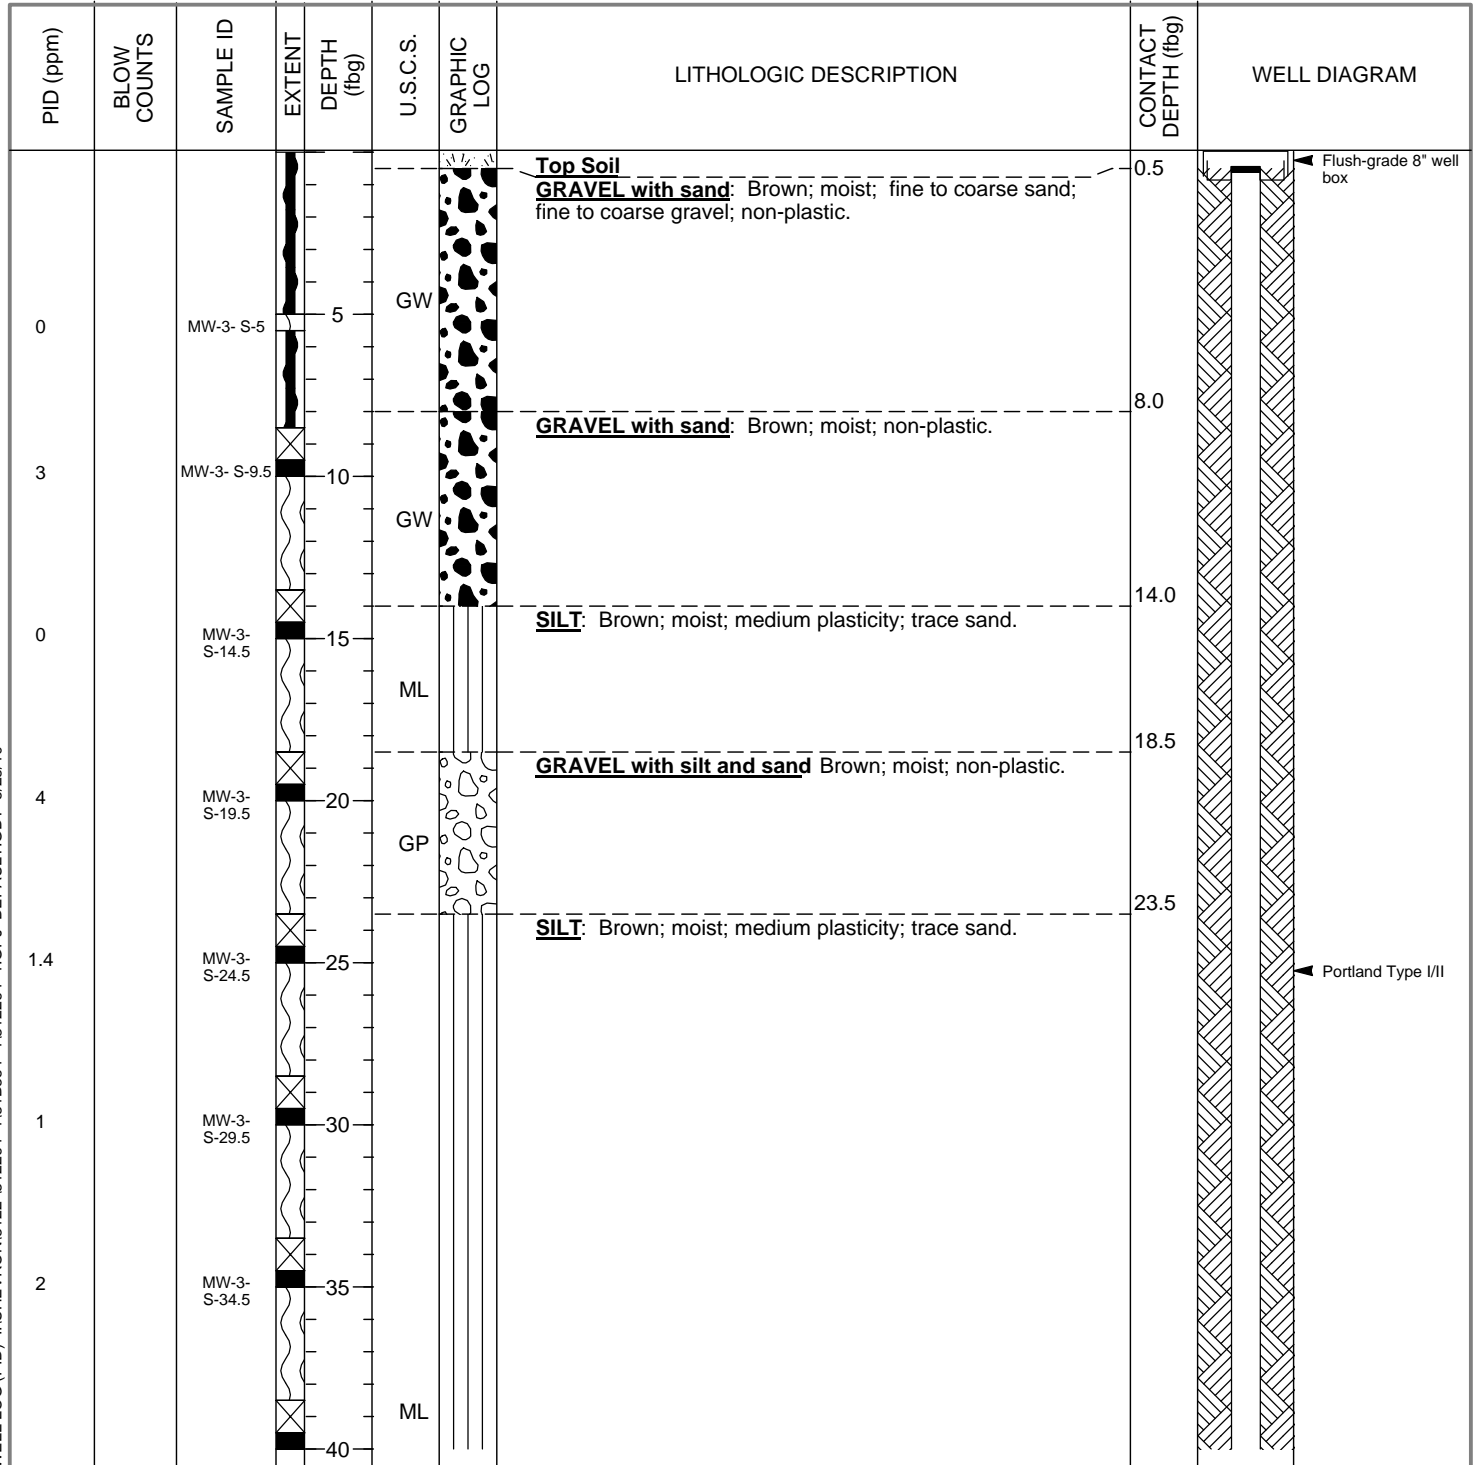 PID (ppm)
BLOW
COUNTS
SAMPLE ID
EXTENT
DEPTH
(fbg)
U.S.C.S.
GRAPHIC
LOG
LITHOLOGIC DESCRIPTION
CONTACT
DEPTH (fbg)
WELL DIAGRAM
Top Soil
0.5
Flush-grade 8" well
box
GRAVEL with sand: Brown; moist; fine to coarse sand;
fine to coarse gravel; non-plastic.
GW
0
MW-3- S-5
5
8.0
GRAVEL with sand: Brown; moist; non-plastic.
3
MW-3- S-9.5
10
GW
14.0
SILT: Brown; moist; medium plasticity; trace sand.
0
MW-3-
S-14.5
15
ML
18.5
GRAVEL with silt and sand Brown; moist; non-plastic.
4
MW-3-
S-19.5
20
GP
23.5
SILT: Brown; moist; medium plasticity; trace sand.
1.4
MW-3-
S-24.5
25
Portland Type I/II
1
MW-3-
S-29.5
30
2
MW-3-
S-34.5
35
ML
40